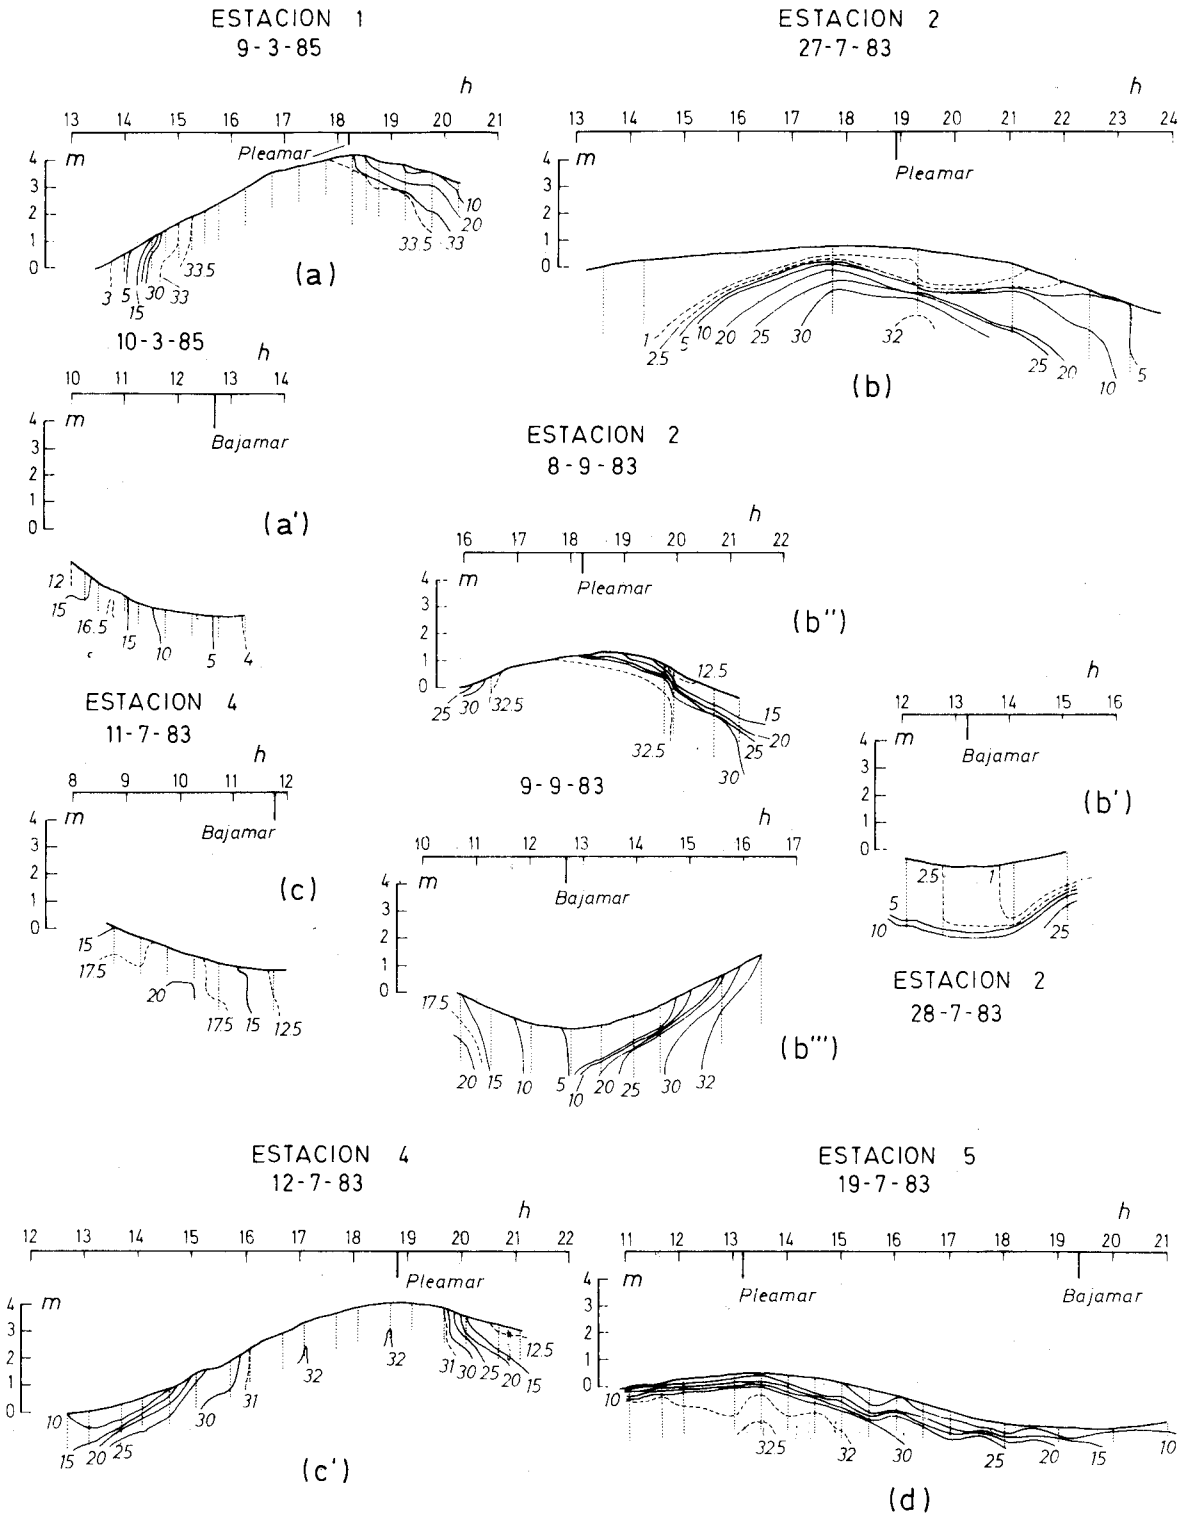 ESTACION 1
9-3-85
h
13 14 15 16 17 18 19 20 21
Pleamar
4 m
3
2
1
0
3 5 15 30 33 33.5
33.5 33 20 10
(a)
ESTACION 2
27-7-83
h
13 14 15 16 17 18 19 20 21 22 23 24
Pleamar
4 m
3
2
1
0
1 2.5 5 10 20 25 30 32 25 20 10 5
(b)
10-3-85
h
10 11 12 13 14
Bajamar
4 m
3
2
1
0
(a')
12
15 16.5 15 10 5 4
ESTACION 2
8-9-83
h
16 17 18 19 20 21 22
Pleamar
4 m
3
2
1
0
(b'')
25 30 32.5
12.5
15
20
25
32.5 30
h
12 13 14 15 16
Bajamar
4 m
3
2
1
0
(b')
2.5 1
5
10
25
ESTACION 2
28-7-83
ESTACION 4
11-7-83
h
8 9 10 11 12
Bajamar
4 m
3
2
1
0
(c)
15
17.5
20 17.5 15 12.5
9-9-83
h
10 11 12 13 14 15 16 17
Bajamar
4 m
3
2
1
0
17.5
20 15 10 5 10 20 25 30 32
(b''')
ESTACION 4
12-7-83
h
12 13 14 15 16 17 18 19 20 21 22
Pleamar
4 m
3
2
1
0
10
15 20 25 30 31 32 32 31 30 25 20 15
12.5
(c')
ESTACION 5
19-7-83
h
11 12 13 14 15 16 17 18 19 20 21
Pleamar
Bajamar
4 m
3
2
1
0
10
32.5 32 30 25 20 15 10
(d)